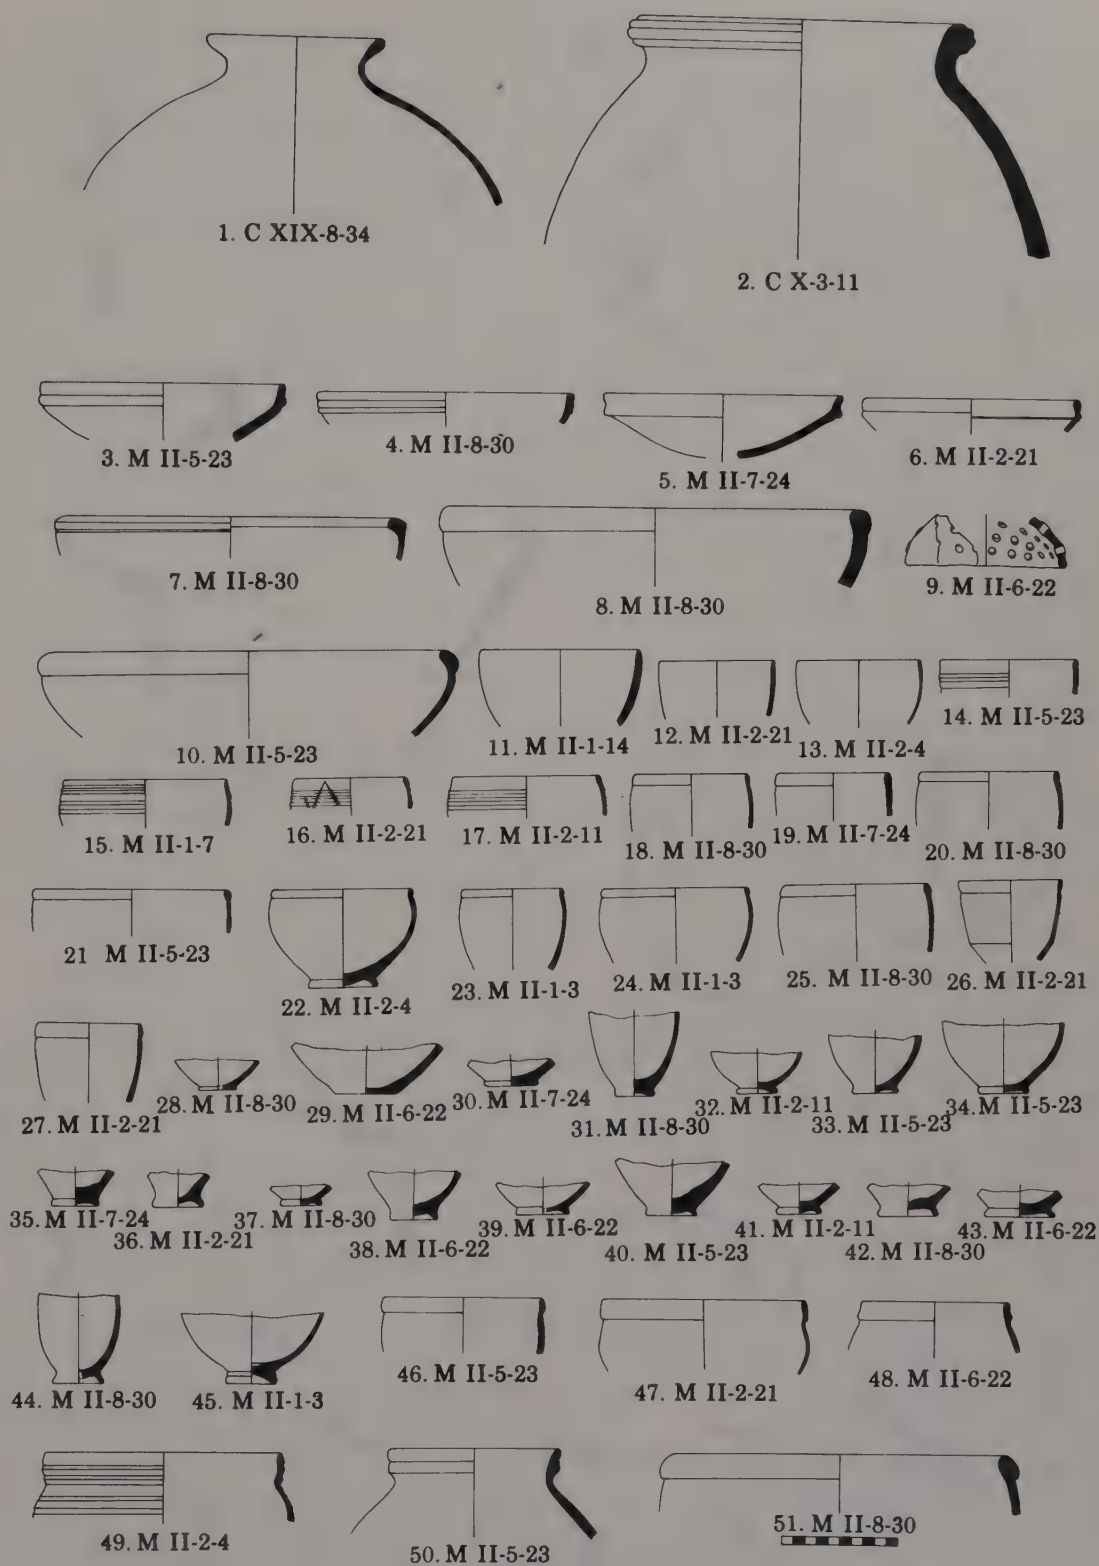 1. C XIX-8-34
2. C X-3-11
3. M II-5-23
4. M II-8-30
5. M II-7-24
6. M II-2-21
7. M II-8-30
8. M II-8-30
9. M II-6-22
10. M II-5-23
11. M II-1-14
12. M II-2-21
13. M II-2-4
14. M II-5-23
15. M II-1-7
16. M II-2-21
17. M II-2-11
18. M II-8-30
19. M II-7-24
20. M II-8-30
21 M II-5-23
22. M II-2-4
23. M II-1-3
24. M II-1-3
25. M II-8-30
26. M II-2-21
27. M II-2-21
28. M II-8-30
29. M II-6-22
30. M II-7-24
31. M II-8-30
32. M II-2-11
33. M II-5-23
34. M II-5-23
35. M II-7-24
36. M II-2-21
37. M II-8-30
38. M II-6-22
39. M II-6-22
40. M II-5-23
41. M II-2-11
42. M II-8-30
43. M II-6-22
44. M II-8-30
45. M II-1-3
46. M II-5-23
47. M II-2-21
48. M II-6-22
49. M II-2-4
50. M II-5-23
51. M II-8-30